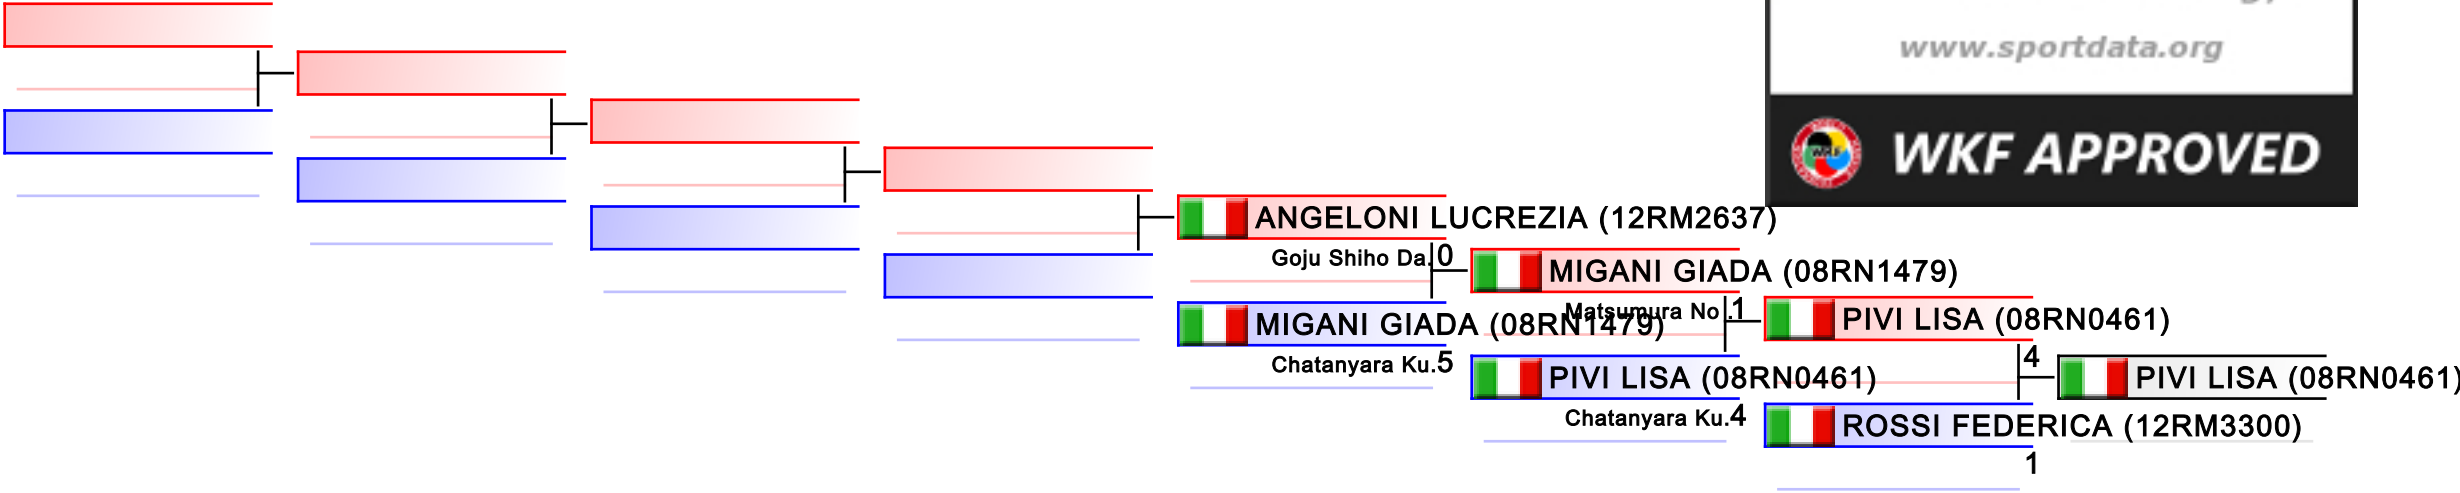 www.sportdata.org
WKF APPROVED
ANGELONI LUCREZIA (12RM2637)
Goju Shiho Da.0
MIGANI GIADA (08RN1479)
Matsumura No .1
PIVI LISA (08RN0461)
MIGANI GIADA (08RN1479)
Chatanyara Ku.5
4
PIVI LISA (08RN0461)
PIVI LISA (08RN0461)
Chatanyara Ku.4
ROSSI FEDERICA (12RM3300)
1